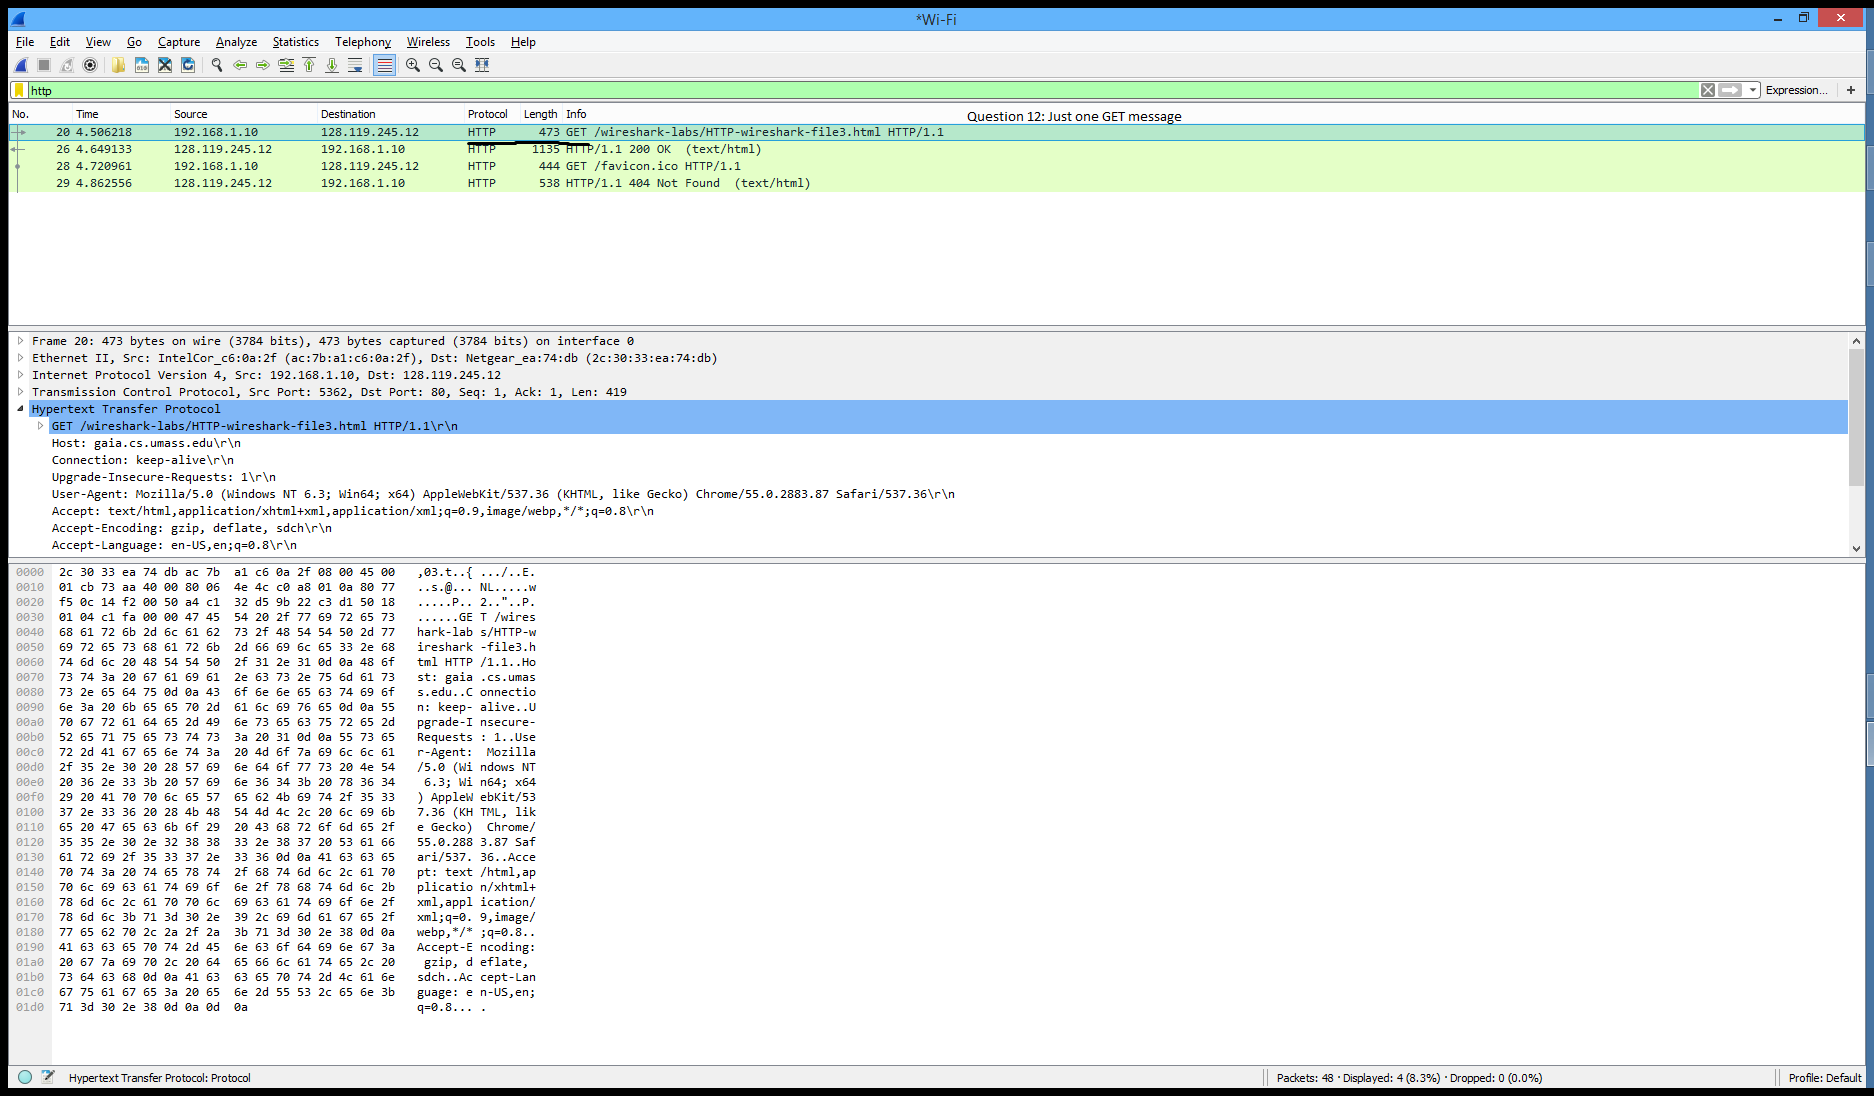 *Wi-Fi
File Edit View Go Capture Analyze Statistics Telephony Wireless Tools Help
http Expression... +
No. Time Source Destination Protocol Length Info
Question 12: Just one GET message
20 4.506218 192.168.1.10 128.119.245.12 HTTP 473 GET /wireshark-labs/HTTP-wireshark-file3.html HTTP/1.1
26 4.649133 128.119.245.12 192.168.1.10 HTTP 1135 HTTP/1.1 200 OK (text/html)
28 4.720961 192.168.1.10 128.119.245.12 HTTP 444 GET /favicon.ico HTTP/1.1
29 4.862556 128.119.245.12 192.168.1.10 HTTP 538 HTTP/1.1 404 Not Found (text/html)
Frame 20: 473 bytes on wire (3784 bits), 473 bytes captured (3784 bits) on interface 0
Ethernet II, Src: IntelCor_c6:0a:2f (ac:7b:a1:c6:0a:2f), Dst: Netgear_ea:74:db (2c:30:33:ea:74:db)
Internet Protocol Version 4, Src: 192.168.1.10, Dst: 128.119.245.12
Transmission Control Protocol, Src Port: 5362, Dst Port: 80, Seq: 1, Ack: 1, Len: 419
Hypertext Transfer Protocol
GET /wireshark-labs/HTTP-wireshark-file3.html HTTP/1.1\r\n
Host: gaia.cs.umass.edu\r\n
Connection: keep-alive\r\n
Upgrade-Insecure-Requests: 1\r\n
User-Agent: Mozilla/5.0 (Windows NT 6.3; Win64; x64) AppleWebKit/537.36 (KHTML, like Gecko) Chrome/55.0.2883.87 Safari/537.36\r\n
Accept: text/html,application/xhtml+xml,application/xml;q=0.9,image/webp,*/*;q=0.8\r\n
Accept-Encoding: gzip, deflate, sdch\r\n
Accept-Language: en-US,en;q=0.8\r\n
0000 2c 30 33 ea 74 db ac 7b a1 c6 0a 2f 08 00 45 00 ,03.t..{ .../..E.
0010 01 cb 73 aa 40 00 80 06 4e 4c c0 a8 01 0a 80 77 ..s.@... NL.....w
0020 f5 0c 14 f2 00 50 a4 c1 32 d5 9b 22 c3 d1 50 18 .....P.. 2.."..P.
0030 01 04 c1 fa 00 00 47 45 54 20 2f 77 69 72 65 73 ......GE T /wires
0040 68 61 72 6b 2d 6c 61 62 73 2f 48 54 54 50 2d 77 hark-lab s/HTTP-w
0050 69 72 65 73 68 61 72 6b 2d 66 69 6c 65 33 2e 68 ireshark -file3.h
0060 74 6d 6c 20 48 54 54 50 2f 31 2e 31 0d 0a 48 6f tml HTTP /1.1..Ho
0070 73 74 3a 20 67 61 69 61 2e 63 73 2e 75 6d 61 73 st: gaia .cs.umas
0080 73 2e 65 64 75 0d 0a 43 6f 6e 6e 65 63 74 69 6f s.edu..C onnectio
0090 6e 3a 20 6b 65 65 70 2d 61 6c 69 76 65 0d 0a 55 n: keep- alive..U
00a0 70 67 72 61 64 65 2d 49 6e 73 65 63 75 72 65 2d pgrade-I nsecure-
00b0 52 65 71 75 65 73 74 73 3a 20 31 0d 0a 55 73 65 Requests : 1..Use
00c0 72 2d 41 67 65 6e 74 3a 20 4d 6f 7a 69 6c 6c 61 r-Agent: Mozilla
00d0 2f 35 2e 30 20 28 57 69 6e 64 6f 77 73 20 4e 54 /5.0 (Wi ndows NT
00e0 20 36 2e 33 3b 20 57 69 6e 36 34 3b 20 78 36 34 6.3; Wi n64; x64
00f0 29 20 41 70 70 6c 65 57 65 62 4b 69 74 2f 35 33 ) AppleW ebKit/53
0100 37 2e 33 36 20 28 4b 48 54 4d 4c 2c 20 6c 69 6b 7.36 (KH TML, lik
0110 65 20 47 65 63 6b 6f 29 20 43 68 72 6f 6d 65 2f e Gecko) Chrome/
0120 35 35 2e 30 2e 32 38 38 33 2e 38 37 20 53 61 66 55.0.288 3.87 Saf
0130 61 72 69 2f 35 33 37 2e 33 36 0d 0a 41 63 63 65 ari/537. 36..Acce
0140 70 74 3a 20 74 65 78 74 2f 68 74 6d 6c 2c 61 70 pt: text /html,ap
0150 70 6c 69 63 61 74 69 6f 6e 2f 78 68 74 6d 6c 2b plicatio n/xhtml+
0160 78 6d 6c 2c 61 70 70 6c 69 63 61 74 69 6f 6e 2f xml,appl ication/
0170 78 6d 6c 3b 71 3d 30 2e 39 2c 69 6d 61 67 65 2f xml;q=0. 9,image/
0180 77 65 62 70 2c 2a 2f 2a 3b 71 3d 30 2e 38 0d 0a webp,*/* ;q=0.8..
0190 41 63 63 65 70 74 2d 45 6e 63 6f 64 69 6e 67 3a Accept-E ncoding:
01a0 20 67 7a 69 70 2c 20 64 65 66 6c 61 74 65 2c 20 gzip, d eflate,
01b0 73 64 63 68 0d 0a 41 63 63 65 70 74 2d 4c 61 6e sdch..Ac cept-Lan
01c0 67 75 61 67 65 3a 20 65 6e 2d 55 53 2c 65 6e 3b guage: e n-US,en;
01d0 71 3d 30 2e 38 0d 0a 0d 0a q=0.8... .
Hypertext Transfer Protocol: Protocol Packets: 48 · Displayed: 4 (8.3%) · Dropped: 0 (0.0%) Profile: Default